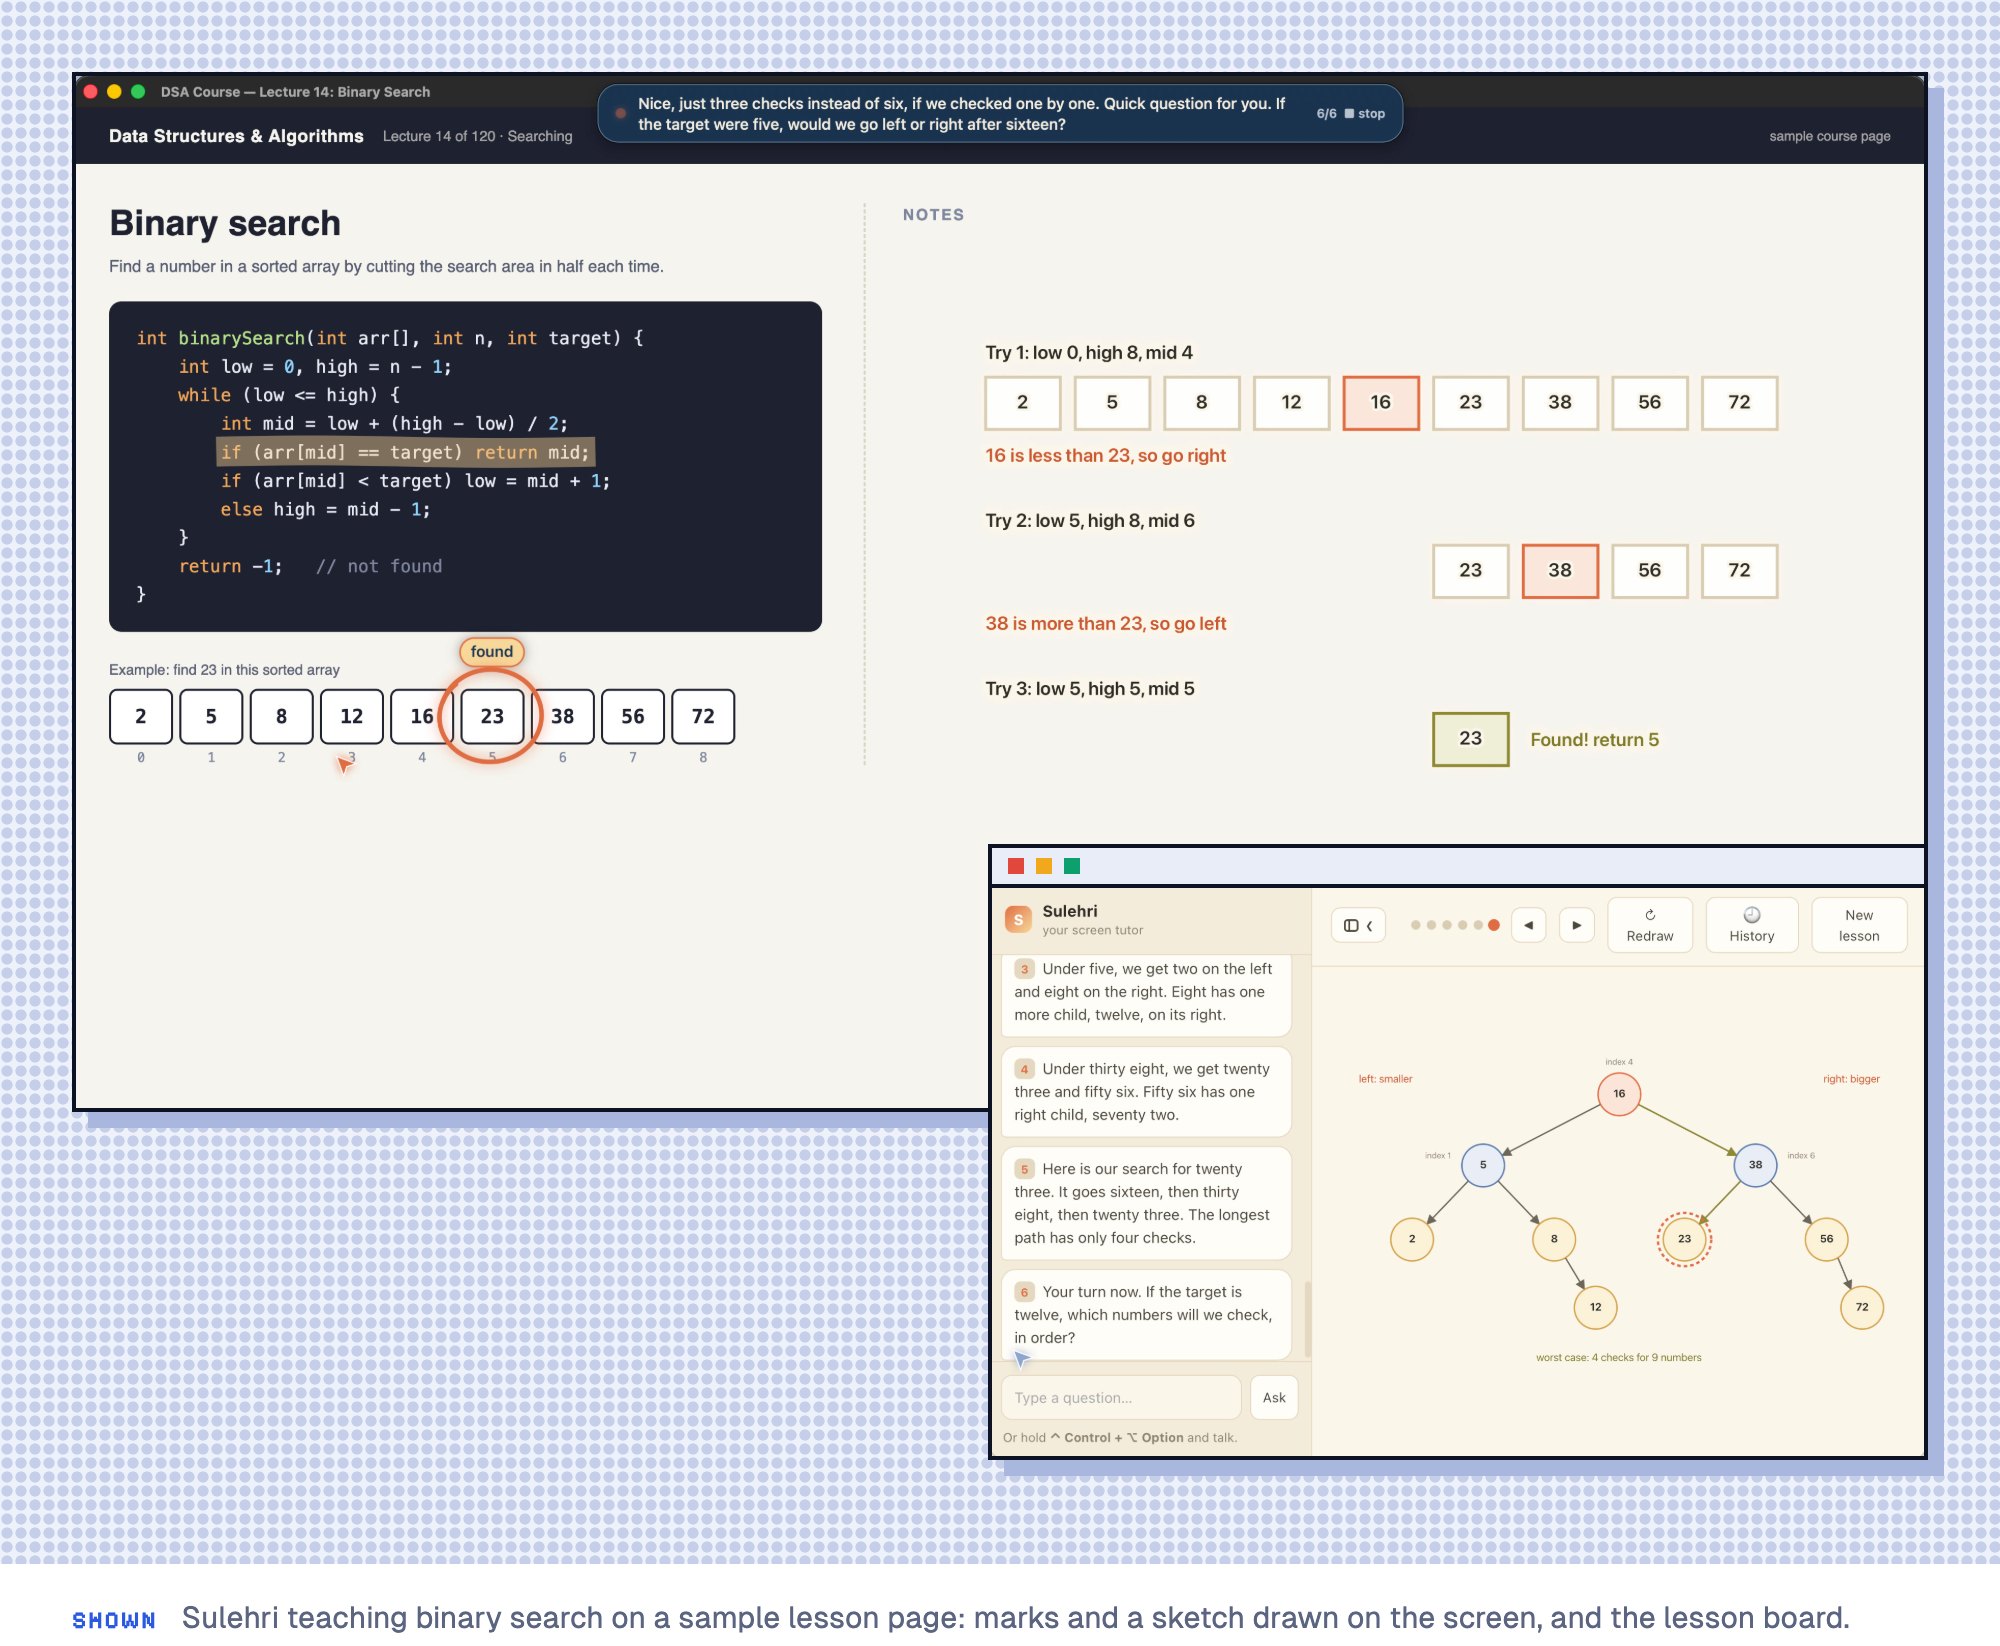 DSA Course — Lecture 14: Binary Search
Nice, just three checks instead of six, if we checked one by one. Quick question for you. If
the target were five, would we go left or right after sixteen?
6/6 stop
Data Structures & Algorithms Lecture 14 of 120 · Searching
sample course page
Binary search
Find a number in a sorted array by cutting the search area in half each time.
int binarySearch(int arr[], int n, int target) {
int low = 0, high = n - 1;
while (low <= high) {
int mid = low + (high - low) / 2;
if (arr[mid] == target) return mid;
if (arr[mid] < target) low = mid + 1;
else high = mid - 1;
}
return -1; // not found
}
found
Example: find 23 in this sorted array
2 5 8 12 16 23 38 56 72
0 1 2 3 4 5 6 7 8
NOTES
Try 1: low 0, high 8, mid 4
2 5 8 12 16 23 38 56 72
16 is less than 23, so go right
Try 2: low 5, high 8, mid 6
23 38 56 72
38 is more than 23, so go left
Try 3: low 5, high 5, mid 5
23 Found! return 5
S Sulehri
your screen tutor
3 Under five, we get two on the left
and eight on the right. Eight has one
more child, twelve, on its right.
4 Under thirty eight, we get twenty
three and fifty six. Fifty six has one
right child, seventy two.
5 Here is our search for twenty
three. It goes sixteen, then thirty
eight, then twenty three. The longest
path has only four checks.
6 Your turn now. If the target is
twelve, which numbers will we check,
in order?
Type a question...
Ask
Or hold ^ Control + ⌥ Option and talk.
Redraw
History
New
lesson
index 4
left: smaller
right: bigger
16
index 1
5
38
index 6
2 8 23 56
12 72
worst case: 4 checks for 9 numbers
SHOWN Sulehri teaching binary search on a sample lesson page: marks and a sketch drawn on the screen, and the lesson board.